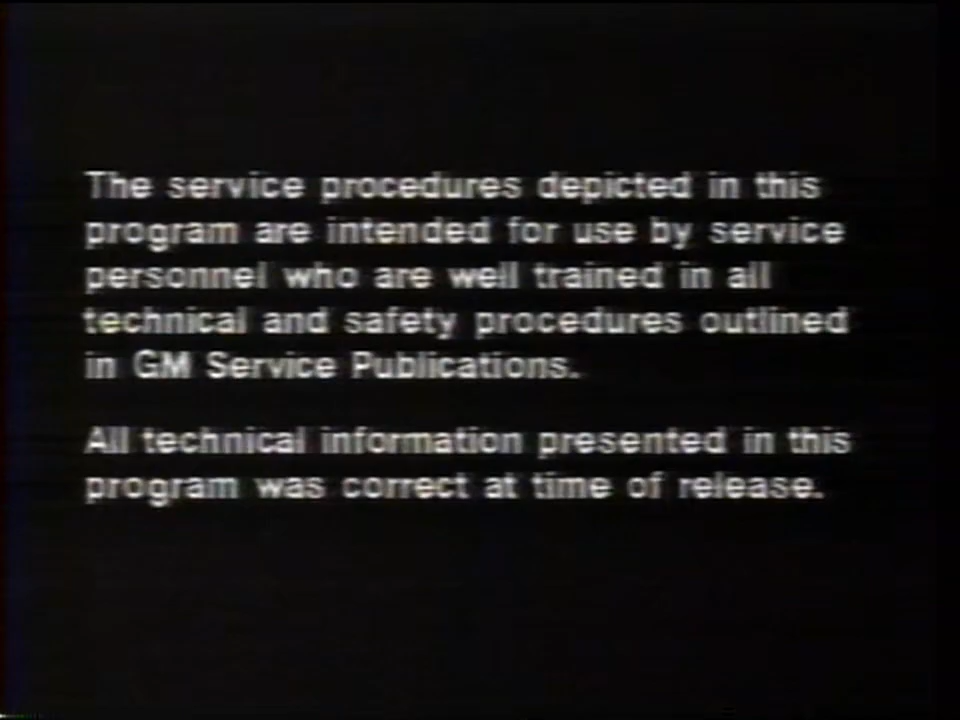 The service procedures depicted in this
program are intended for use by service
personnel who are well trained in all
technical and safety procedures outlined
in GM Service Publications.
All technical information presented in this
program was correct at time of release.